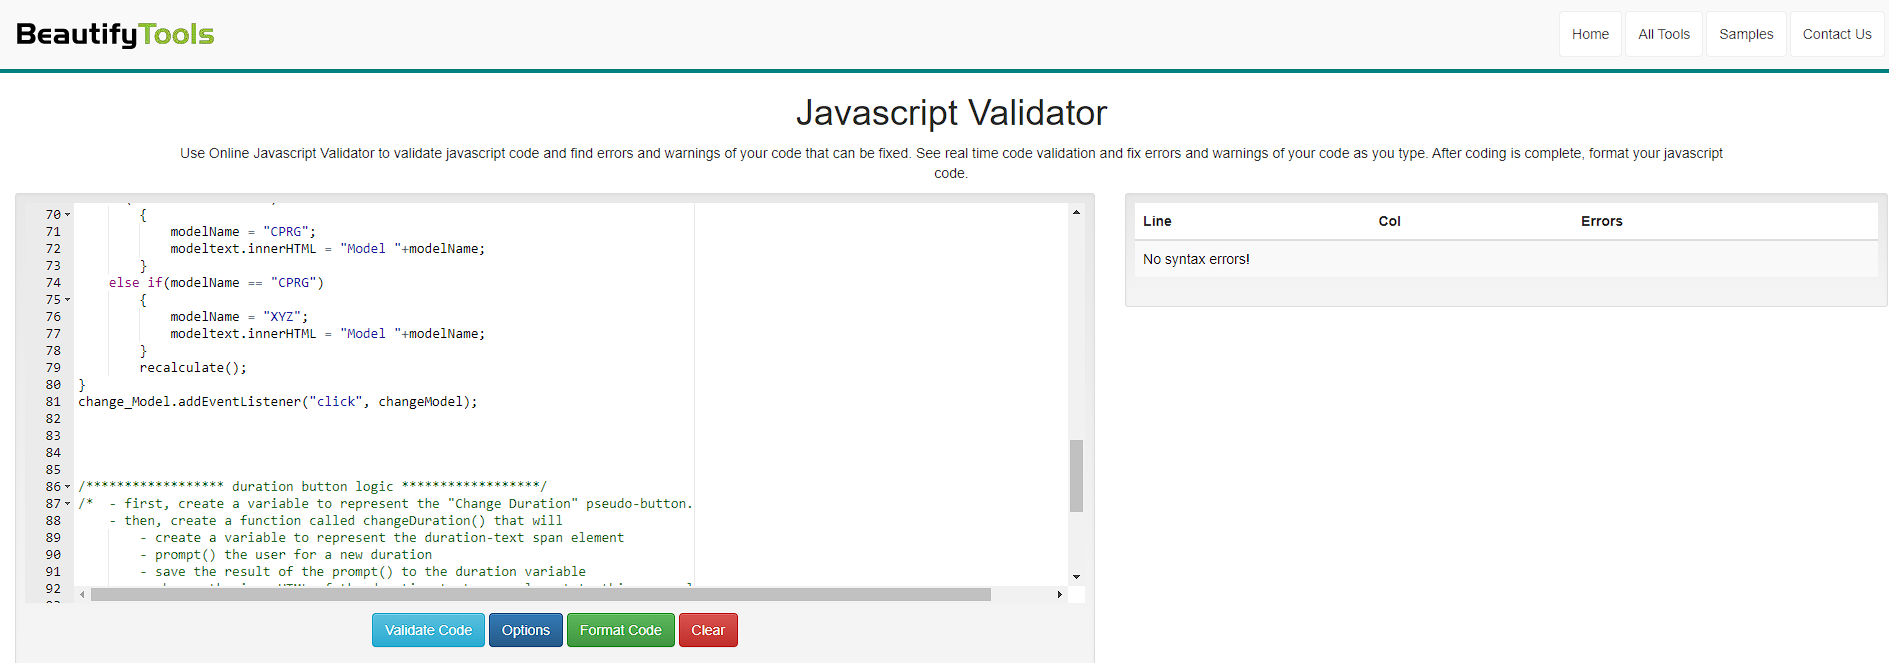 BeautifyTools
Home All Tools Samples Contact Us
Javascript Validator
Use Online Javascript Validator to validate javascript code and find errors and warnings of your code that can be fixed. See real time code validation and fix errors and warnings of your code as you type. After coding is complete, format your javascript
code.
70 {
71 modelName = "CPRG";
72 modeltext.innerHTML = "Model "+modelName;
73 }
74 else if(modelName == "CPRG")
75 {
76 modelName = "XYZ";
77 modeltext.innerHTML = "Model "+modelName;
78 }
79 recalculate();
80 }
81 change_Model.addEventListener("click", changeModel);
82
83
84
85
86 /****************** duration button logic ******************/
87 /* - first, create a variable to represent the "Change Duration" pseudo-button.
88 - then, create a function called changeDuration() that will
89 - create a variable to represent the duration-text span element
90 - prompt() the user for a new duration
91 - save the result of the prompt() to the duration variable
92
Validate Code Options Format Code Clear
Line Col Errors
No syntax errors!